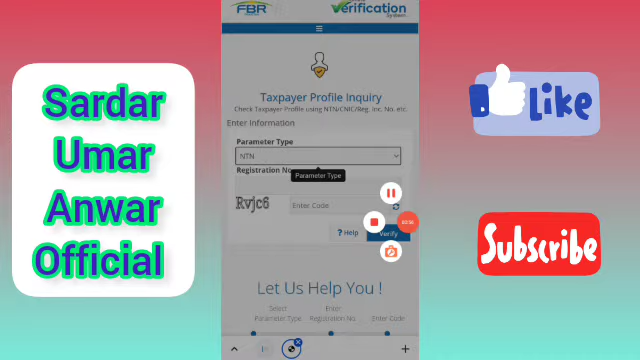 Sardar
Umar
Anwar
Official
FBR
Verification
System
Taxpayer Profile Inquiry
Check Taxpayer Profile using NTN/CNIC/Reg. Inc. No. etc.
Enter Information
Parameter Type
NTN
Registration No
Parameter Type
Rvjc6
Enter Code
? Help
Verify
Let Us Help You !
Select
Parameter Type
Enter
Registration No
Enter Code
Like
Subscribe